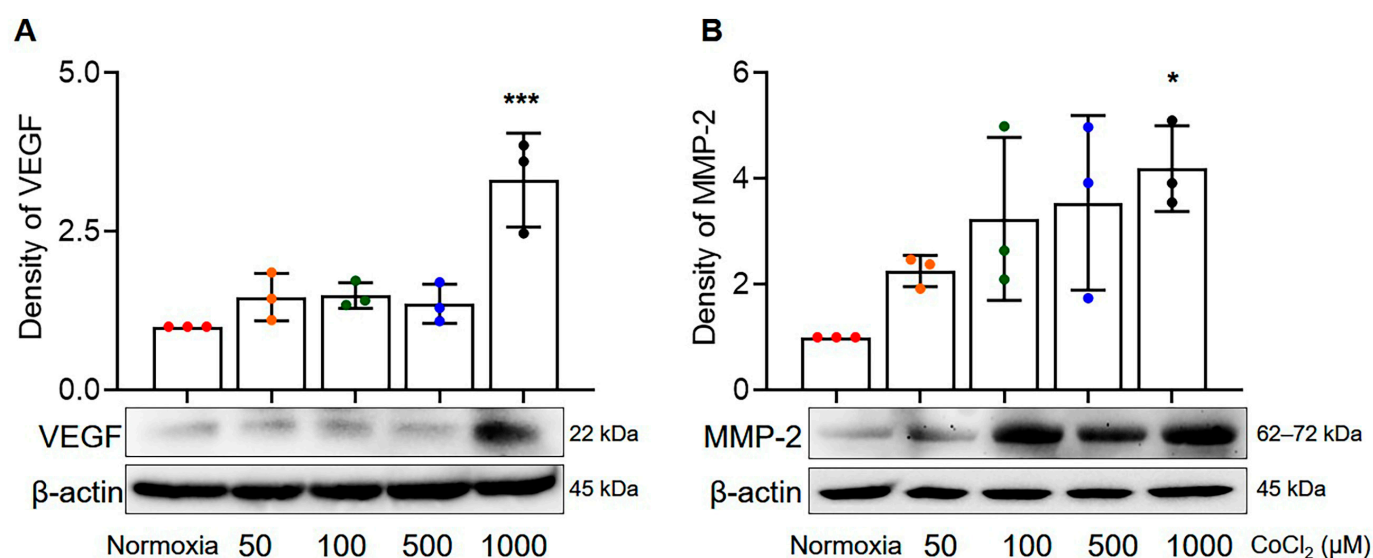 A
Density of VEGF
5.0
2.5
0.0
***
VEGF
22 kDa
β-actin
45 kDa
Normoxia 50 100 500 1000
B
Density of MMP-2
6
4
2
0
*
MMP-2
62–72 kDa
β-actin
45 kDa
Normoxia 50 100 500 1000 CoCl₂ (μM)